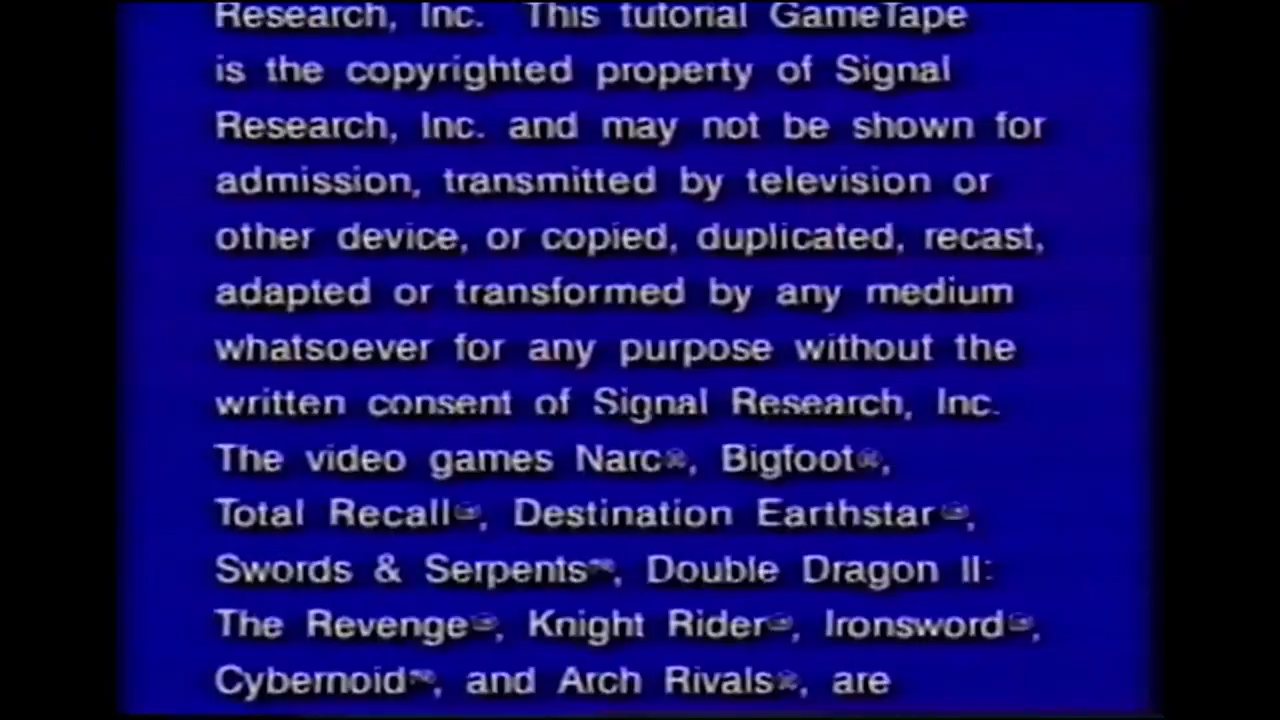 Research, Inc. This tutorial GameTape
is the copyrighted property of Signal
Research, Inc. and may not be shown for
admission, transmitted by television or
other device, or copied, duplicated, recast,
adapted or transformed by any medium
whatsoever for any purpose without the
written consent of Signal Research, Inc.
The video games Narc®, Bigfoot®,
Total Recall, Destination Earthstar,
Swords & Serpents™, Double Dragon II:
The Revenge, Knight Rider, Ironsword,
Cybernoid™, and Arch Rivals®, are